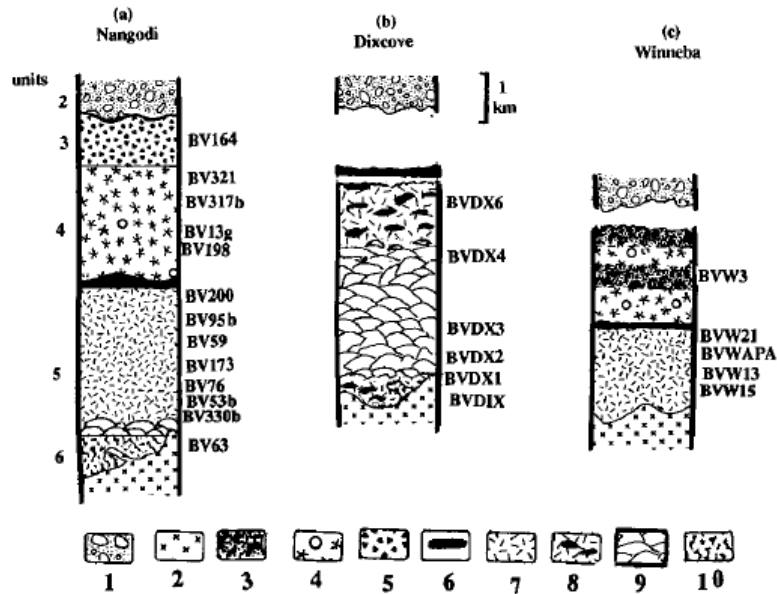 (a)
Nangodi
(b)
Dixcove
(c)
Winneba
units
2
3
4
5
6
BV164
BV321
BV317b
BV13g
BV198
BV200
BV95b
BV59
BV173
BV76
BV53b
BV330b
BV63
1
km
BVDX6
BVDX4
BVDX3
BVDX2
BVDX1
BVDIX
BVW3
BVW21
BVWAPA
BVW13
BVW15
1 2 3 4 5 6 7 8 9 10